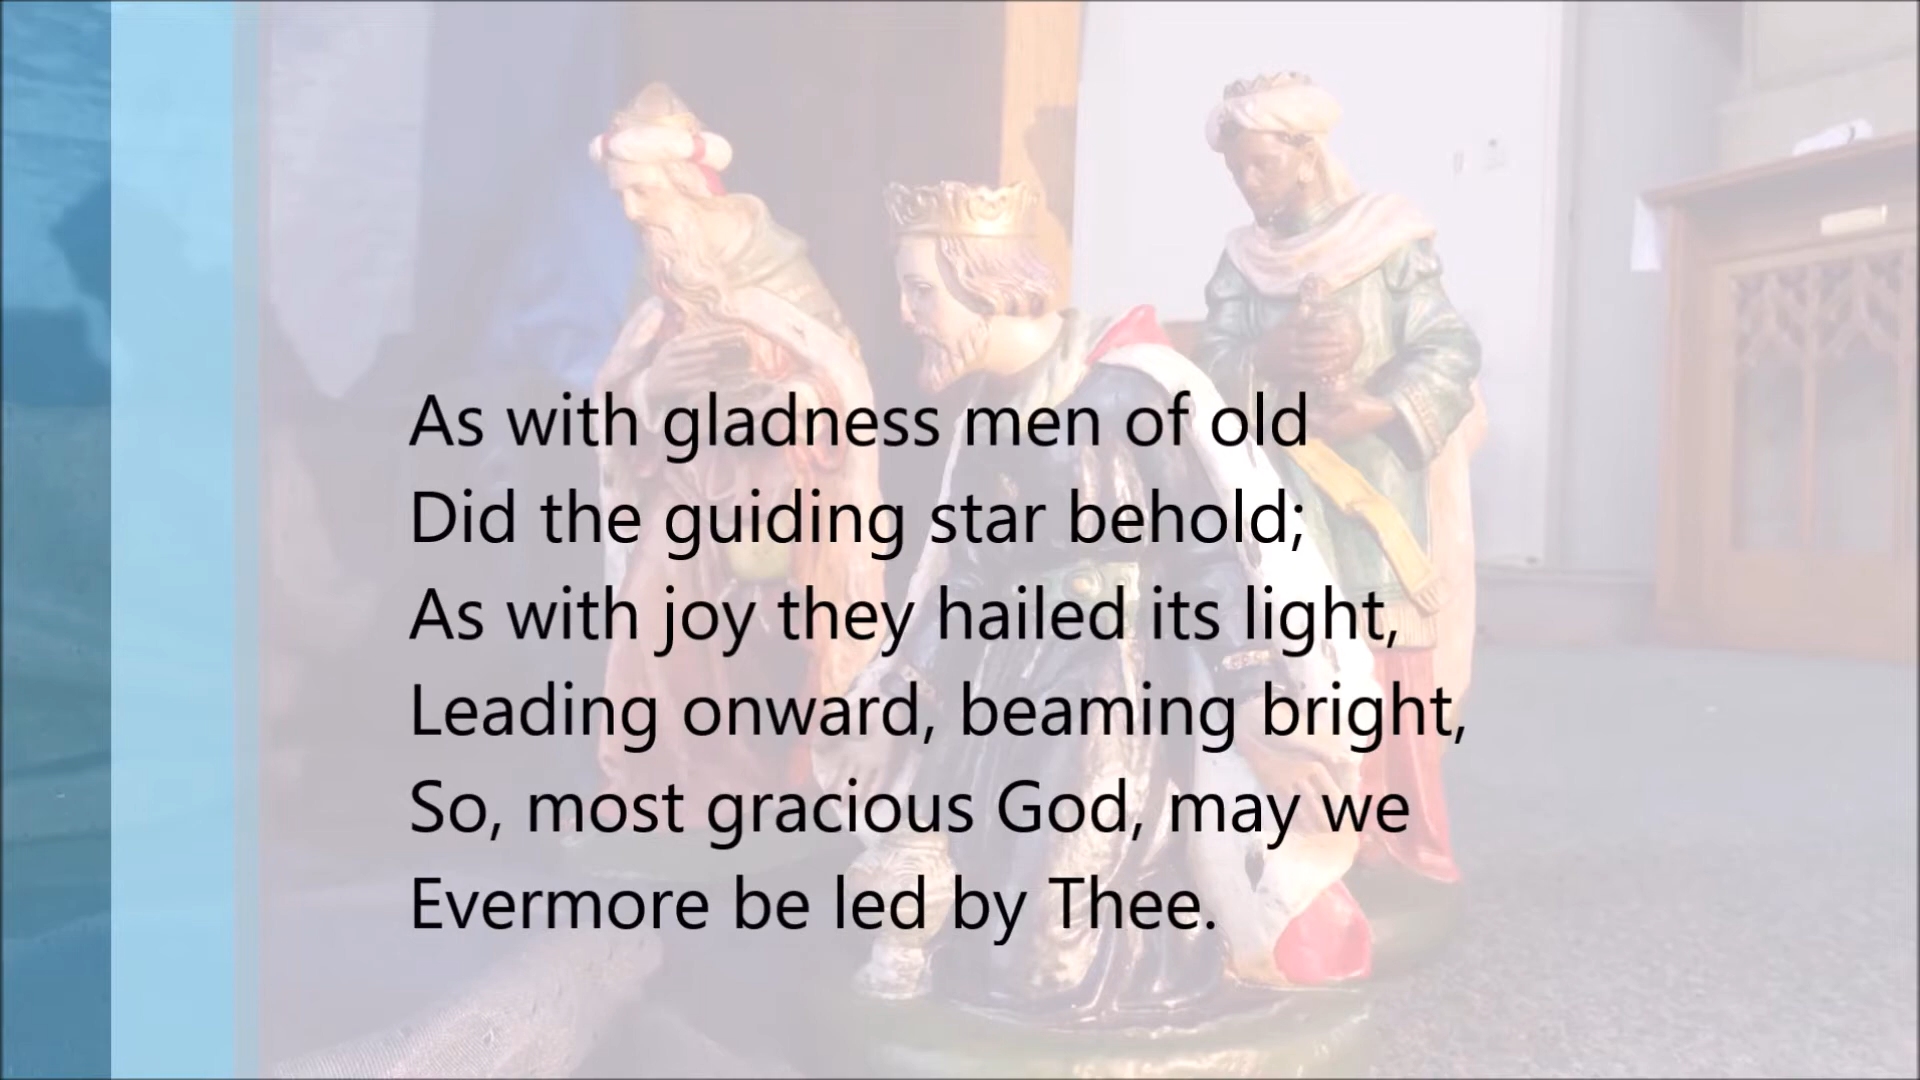 As with gladness men of old
Did the guiding star behold;
As with joy they hailed its light,
Leading onward, beaming bright,
So, most gracious God, may we
Evermore be led by Thee.